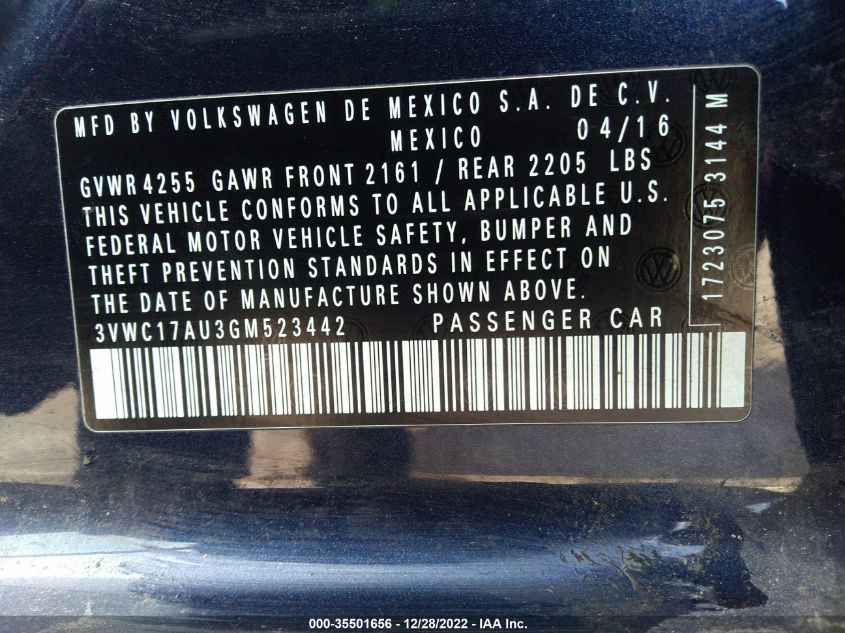 MFD BY VOLKSWAGEN DE MEXICO S.A. DE C.V.
MEXICO 04/16
GVWR 4255 GAWR FRONT 2161 / REAR 2205 LBS
THIS VEHICLE CONFORMS TO ALL APPLICABLE U.S.
FEDERAL MOTOR VEHICLE SAFETY, BUMPER AND
THEFT PREVENTION STANDARDS IN EFFECT ON
THE DATE OF MANUFACTURE SHOWN ABOVE.
3VWC17AU3GM523442 PASSENGER CAR
1723075 3144 M
000-35501656 - 12/28/2022 - IAA Inc.